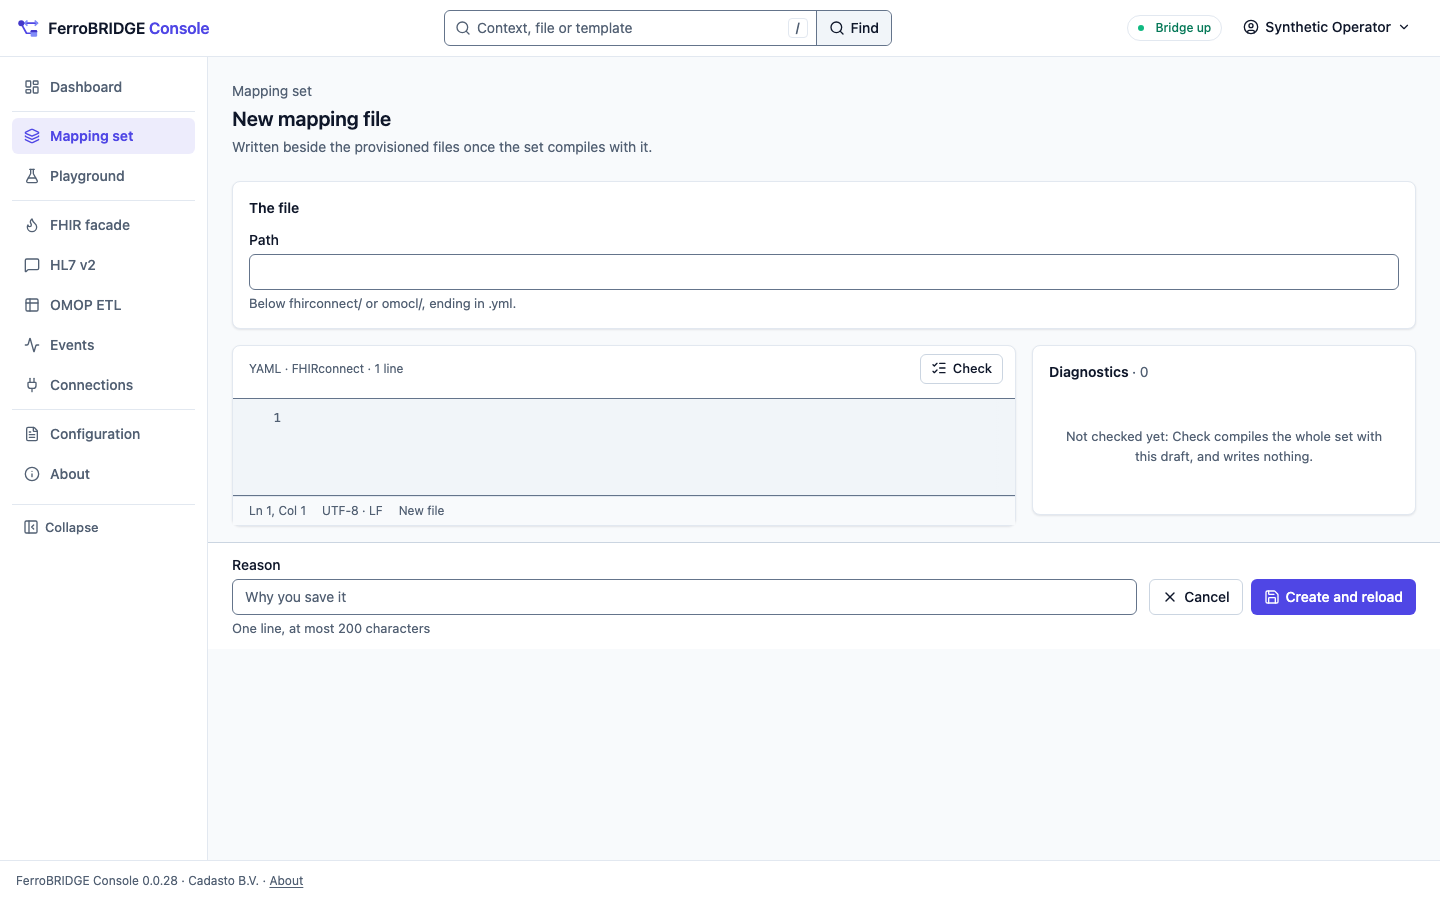 FerroBRIDGE Console
Context, file or template
/
Find
Bridge up
Synthetic Operator
Dashboard
Mapping set
Playground
FHIR facade
HL7 v2
OMOP ETL
Events
Connections
Configuration
About
Collapse
Mapping set
New mapping file
Written beside the provisioned files once the set compiles with it.
The file
Path
Below fhirconnect/ or omocl/, ending in .yml.
YAML · FHIRconnect · 1 line
Check
1
Ln 1, Col 1
UTF-8 · LF
New file
Diagnostics · 0
Not checked yet: Check compiles the whole set with
this draft, and writes nothing.
Reason
Why you save it
Cancel
Create and reload
One line, at most 200 characters
FerroBRIDGE Console 0.0.28 · Cadasto B.V. · About